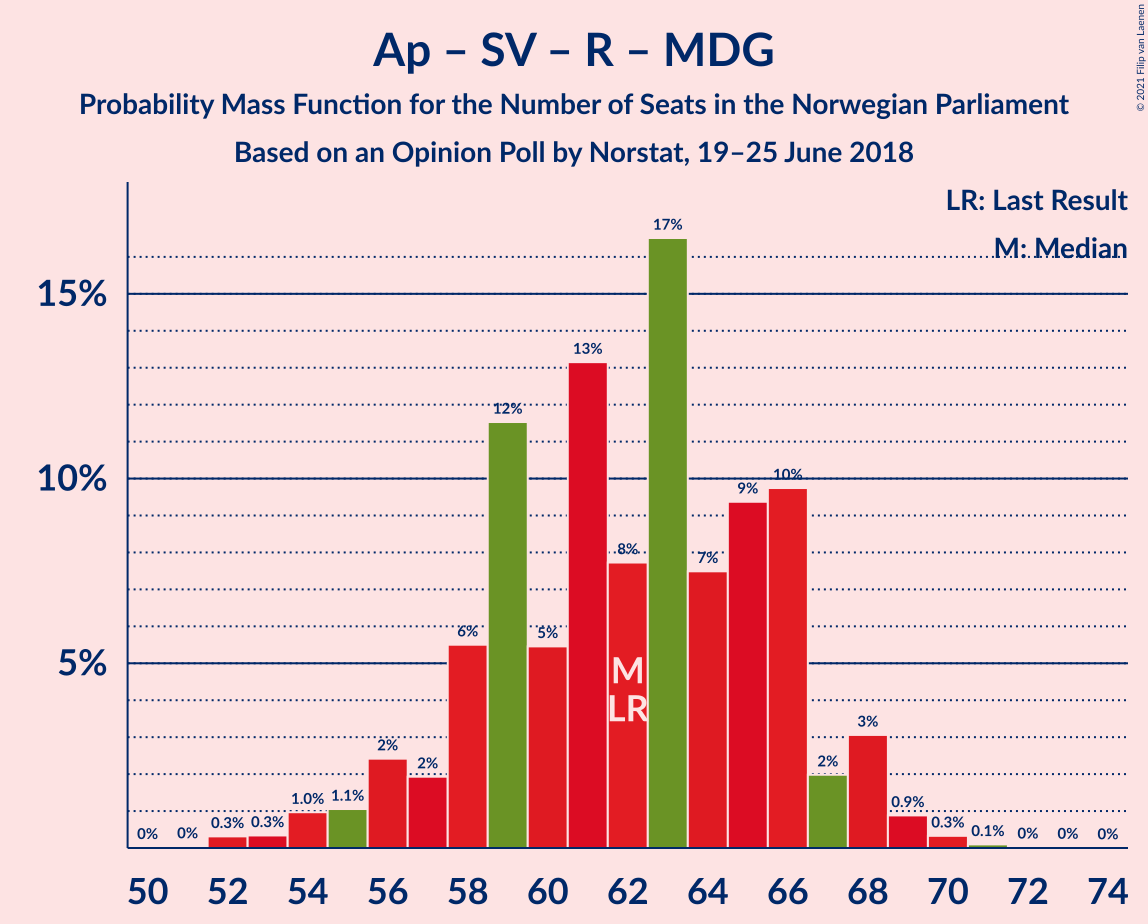 Ap – SV – R – MDG
Probability Mass Function for the Number of Seats in the Norwegian Parliament
Based on an Opinion Poll by Norstat, 19–25 June 2018
© 2021 Filip van Laenen
LR: Last Result
M: Median
15%
10%
5%
0% 0% 0.3% 0.3% 1.0% 1.1% 2% 2% 6% 12% 5% 13% 8% 17% 7% 9% 10% 2% 3% 0.9% 0.3% 0.1% 0% 0% 0%
M
LR
50 52 54 56 58 60 62 64 66 68 70 72 74